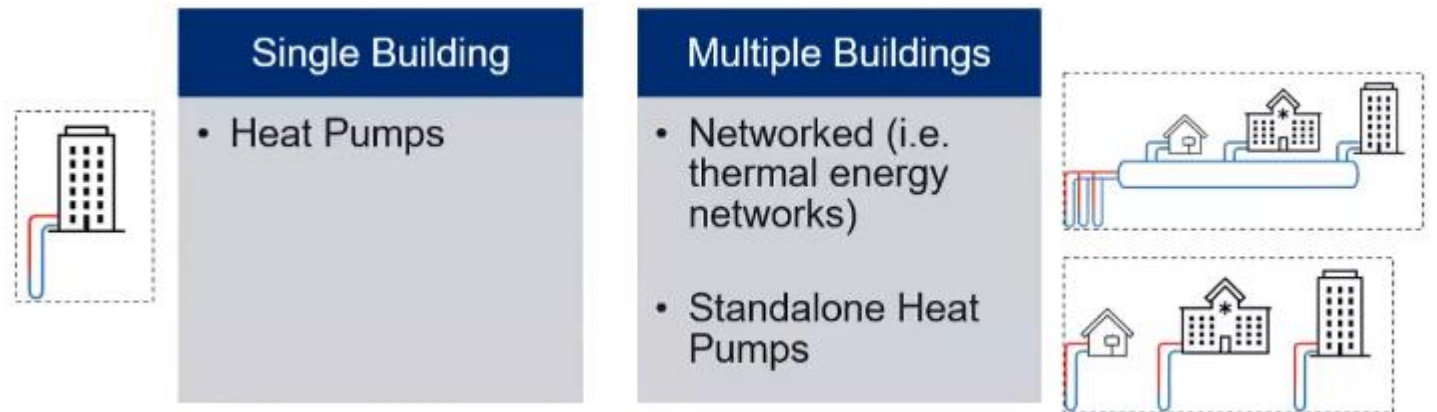 Single Building
• Heat Pumps
Multiple Buildings
• Networked (i.e.
thermal energy
networks)
• Standalone Heat
Pumps